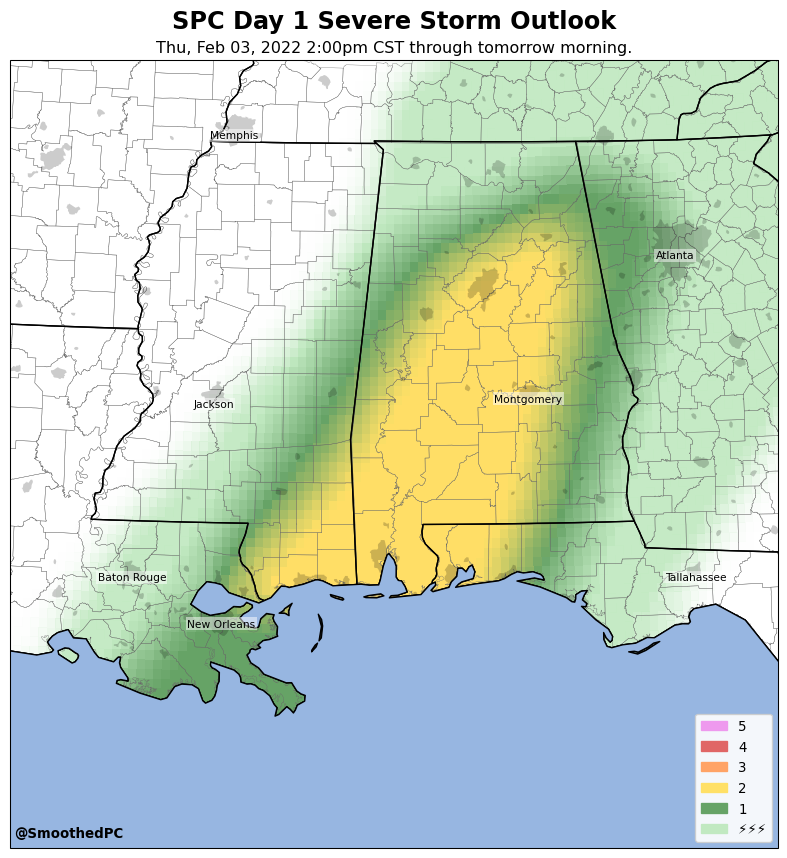 SPC Day 1 Severe Storm Outlook
Thu, Feb 03, 2022 2:00pm CST through tomorrow morning.
Memphis
Atlanta
Jackson
Montgomery
Baton Rouge
Tallahassee
New Orleans
5
4
3
2
1
⚡⚡⚡
@SmoothedPC